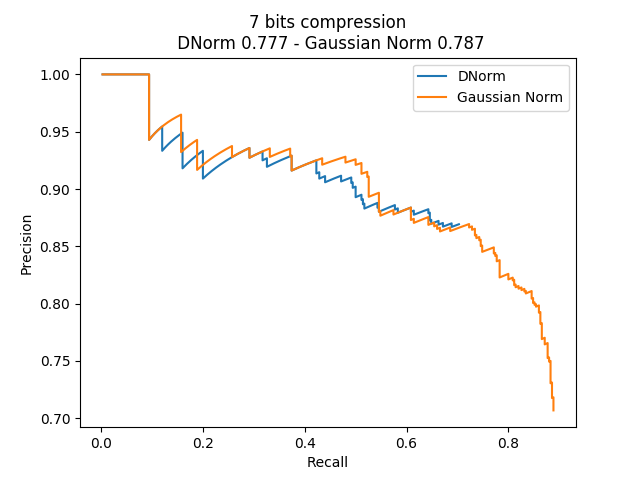 7 bits compression
DNorm 0.777 - Gaussian Norm 0.787
DNorm
Gaussian Norm
1.00
0.95
0.90
0.85
0.80
0.75
0.70
Precision
0.0 0.2 0.4 0.6 0.8
Recall